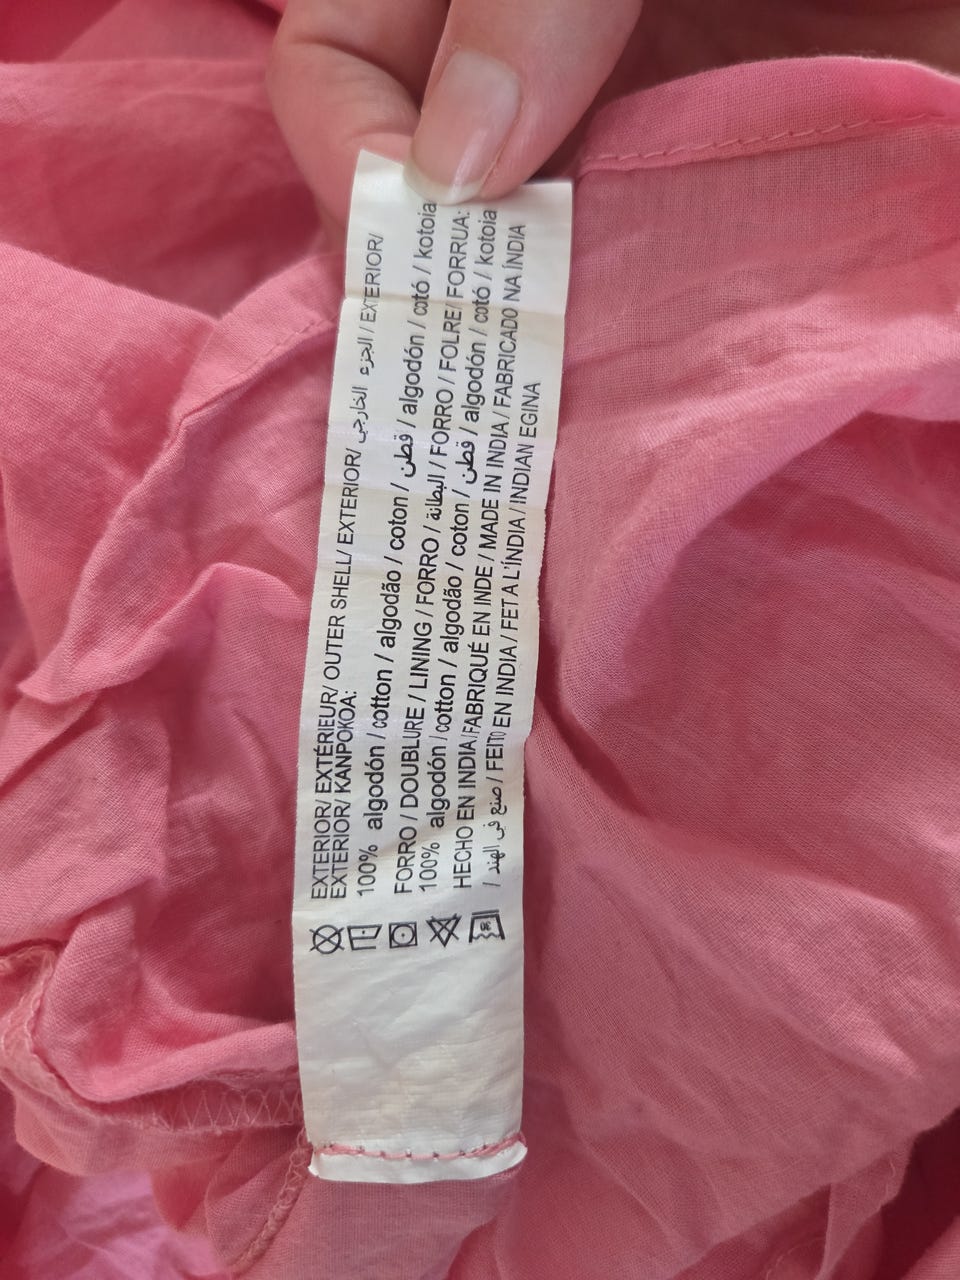 EXTERIOR/ EXTÉRIEUR/ OUTER SHELL/ EXTERIOR/ الجزء الخارجي / EXTERIOR/
EXTERIOR/ KANPOKOA:
100% algodón / cotton / algodão / coton / قطن / algodón / cotó / kotoia
FORRO / DOUBLURE / LINING / FORRO / البطانة / FORRO / FOLRE/ FORRUA:
100% algodón / cotton / algodão / coton / قطن / algodón / cotó / kotoia
HECHO EN INDIA/FABRIQUÉ EN INDE / MADE IN INDIA / FABRICADO NA ÍNDIA
/ صنع في الهند / FEITO EN INDIA / FET A L'ÍNDIA / INDIAN EGINA